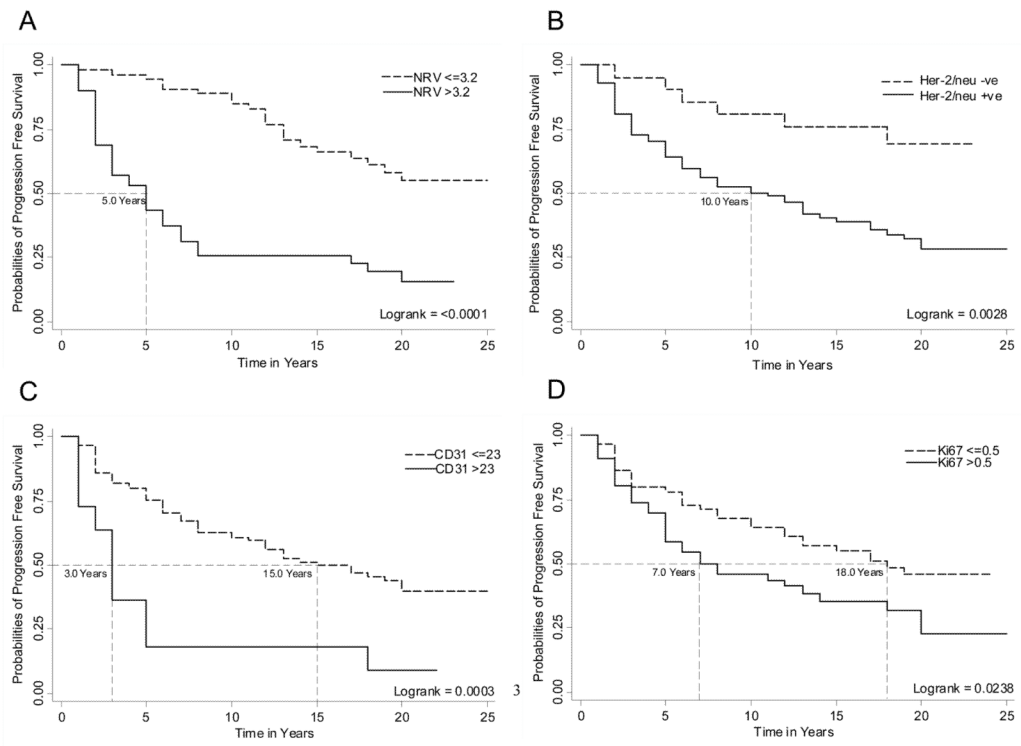 A
Probabilities of Progression Free Survival
1.00
0.75
0.50
0.25
0.00
NRV <=3.2
NRV >3.2
5.0 Years
Logrank = <0.0001
0 5 10 15 20 25
Time in Years
B
Probabilities of Progression Free Survival
1.00
0.75
0.50
0.25
0.00
Her-2/neu -ve
Her-2/neu +ve
10.0 Years
Logrank = 0.0028
0 5 10 15 20 25
Time in Years
C
Probabilities of Progression Free Survival
1.00
0.75
0.50
0.25
0.00
CD31 <=23
CD31 >23
3.0 Years 15.0 Years
Logrank = 0.0003
0 5 10 15 20 25
Time in Years
3
D
Probabilities of Progression Free Survival
1.00
0.75
0.50
0.25
0.00
Ki67 <=0.5
Ki67 >0.5
7.0 Years 18.0 Years
Logrank = 0.0238
0 5 10 15 20 25
Time in Years